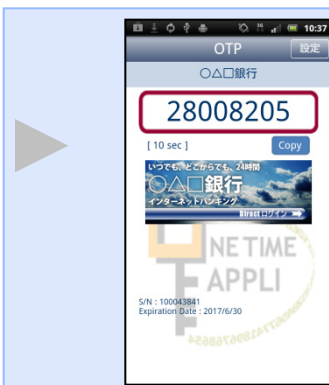 10:37
OTP
設定
○△□銀行
28008205
[ 10 sec ]
Copy
いつでも、どこからでも、24時間
○△□銀行
インターネットバンキング
Directログイン
NE TIME
APPLI
S/N : 100043841
Expiration Date : 2017/6/30